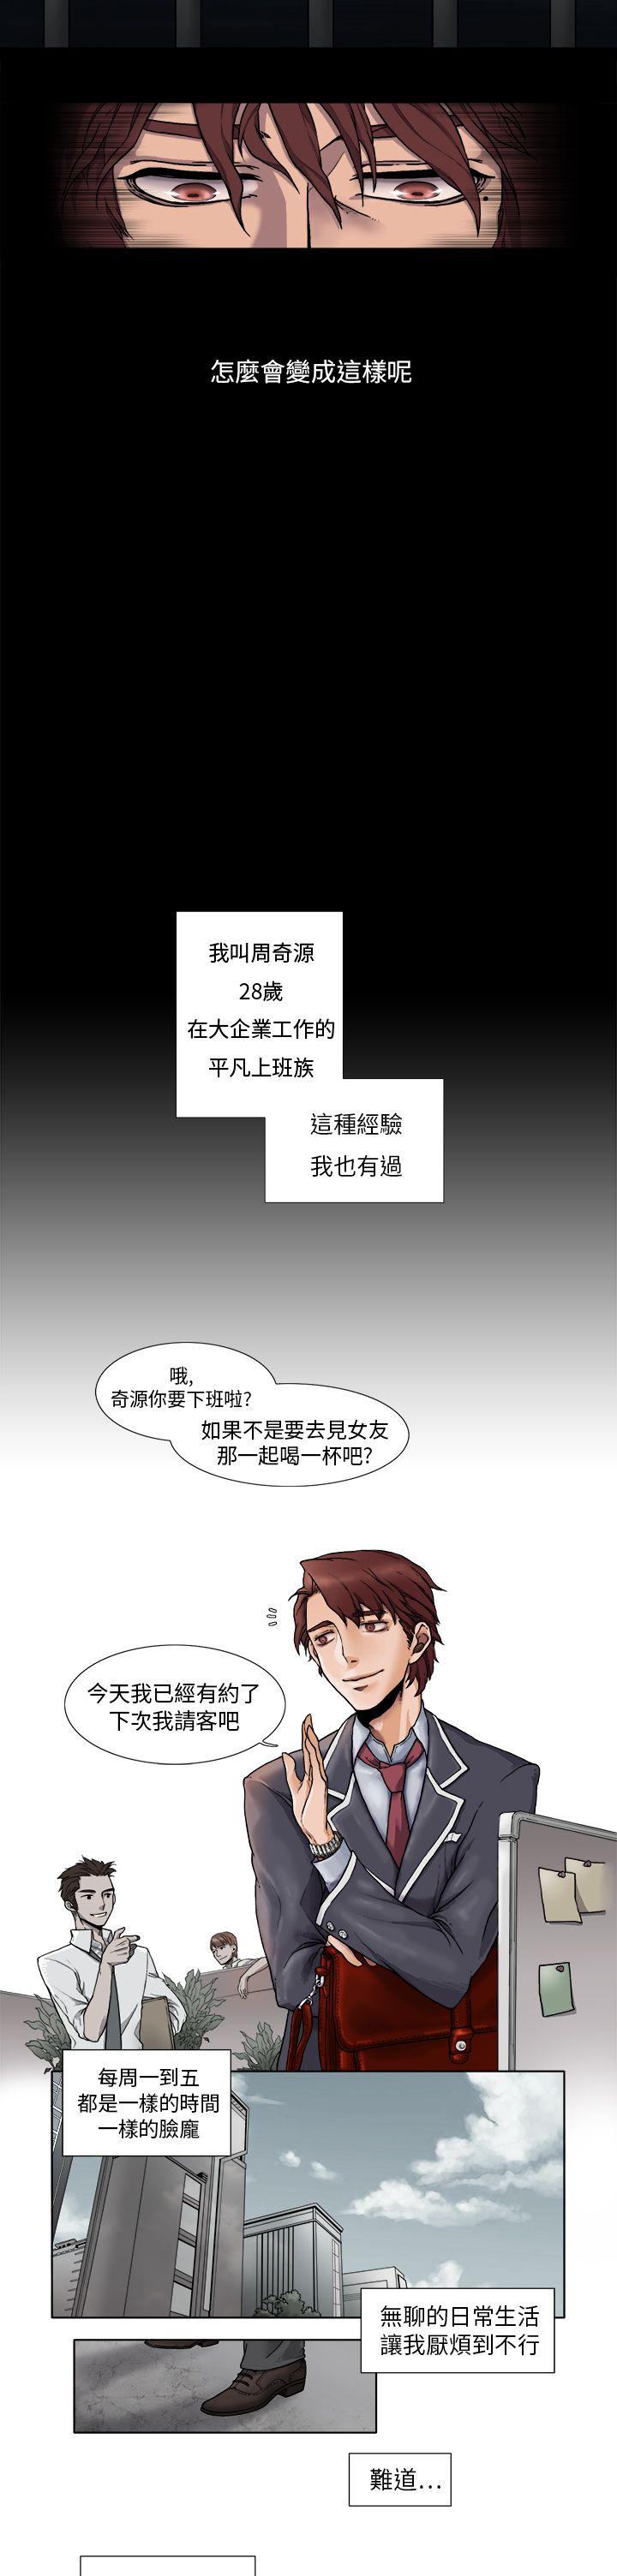 怎麼會變成這樣呢
我叫周奇源
28歲
在大企業工作的
平凡上班族
這種經驗
我也有過
哦,
奇源你要下班啦?
如果不是要去見女友
那一起喝一杯吧?
今天我已經有約了
下次我請客吧
每周一到五
都是一樣的時間
一樣的臉龐
無聊的日常生活
讓我厭煩到不行
難道...